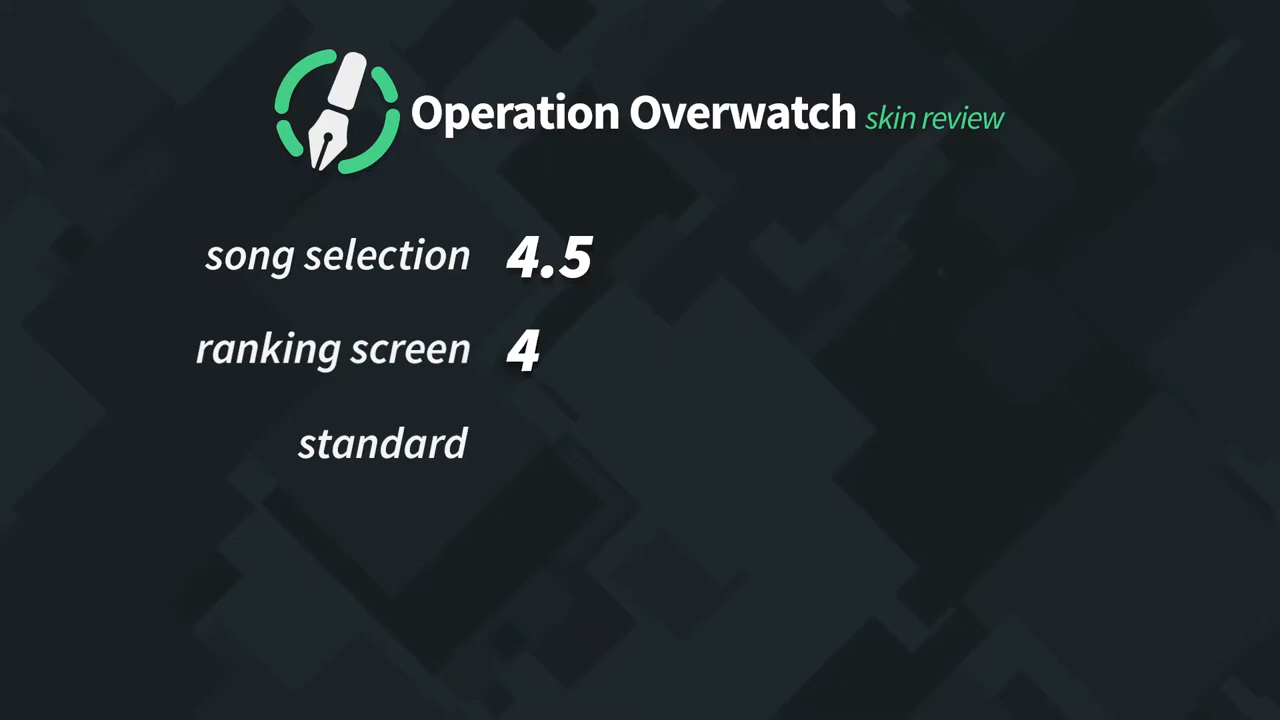 Operation Overwatch skin review
song selection 4.5
ranking screen 4
standard